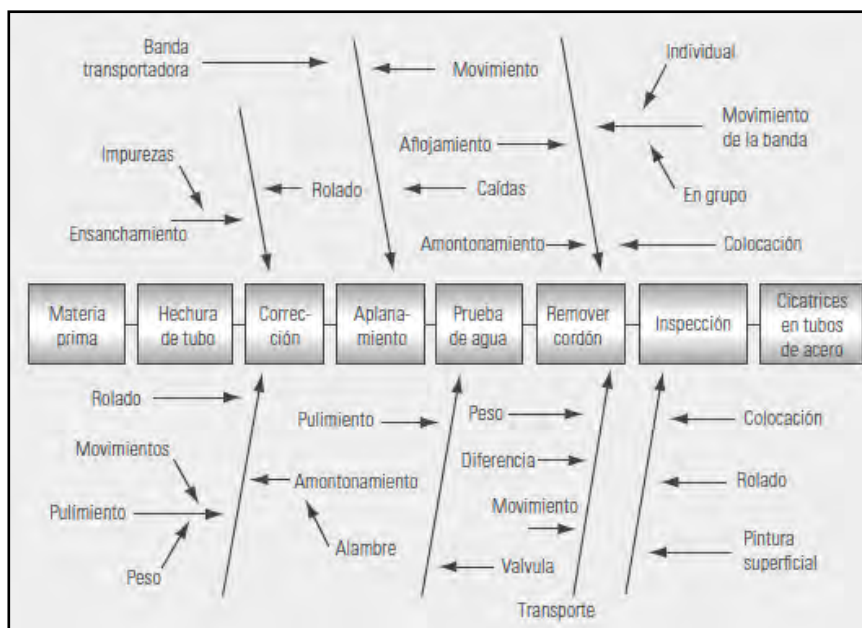 Banda
transportadora
Movimiento
Individual
Movimiento
de la banda
Aflojamiento
Impurezas
Rolado
Caídas
En grupo
Ensanchamiento
Amontonamiento
Colocación
Materia
prima
Hechura
de tubo
Correc-
ción
Aplana-
miento
Prueba
de agua
Remover
cordón
Inspección
Cicatrices
en tubos
de acero
Rolado
Pulimiento
Peso
Colocación
Movimientos
Diferencia
Amontonamiento
Rolado
Pulimiento
Movimiento
Alambre
Peso
Valvula
Pintura
superficial
Transporte